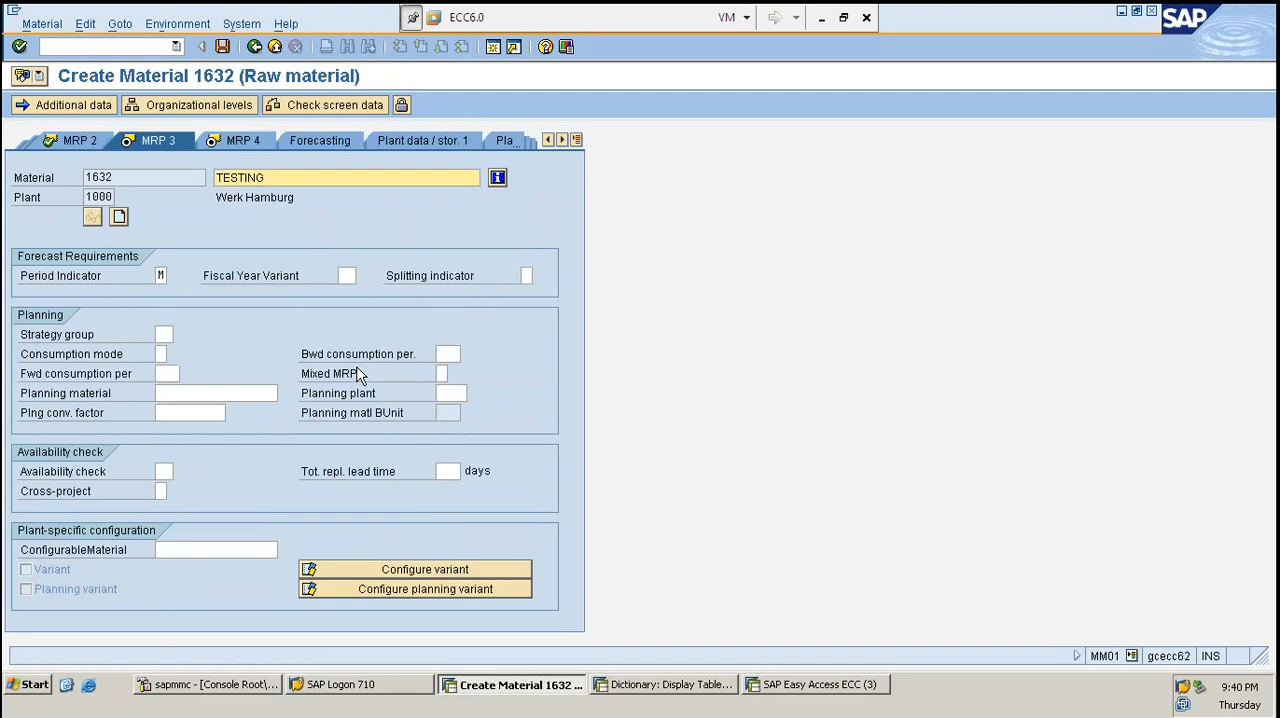 Material Edit Goto Environment System Help
ECC6.0
VM
SAP
Create Material 1632 (Raw material)
Additional data Organizational levels Check screen data
MRP 2 MRP 3 MRP 4 Forecasting Plant data / stor. 1 Pla...
Material 1632 TESTING
Plant 1000 Werk Hamburg
Forecast Requirements
Period Indicator M Fiscal Year Variant Splitting indicator
Planning
Strategy group
Consumption mode Bwd consumption per.
Fwd consumption per Mixed MRP
Planning material Planning plant
Plng conv. factor Planning matl BUnit
Availability check
Availability check Tot. repl. lead time days
Cross-project
Plant-specific configuration
ConfigurableMaterial
Variant Configure variant
Planning variant Configure planning variant
MM01 gcecc62 INS
Start sapmmc - [Console Root\... SAP Logon 710 Create Material 1632 ... Dictionary: Display Table... SAP Easy Access ECC (3) 9:40 PM
Thursday